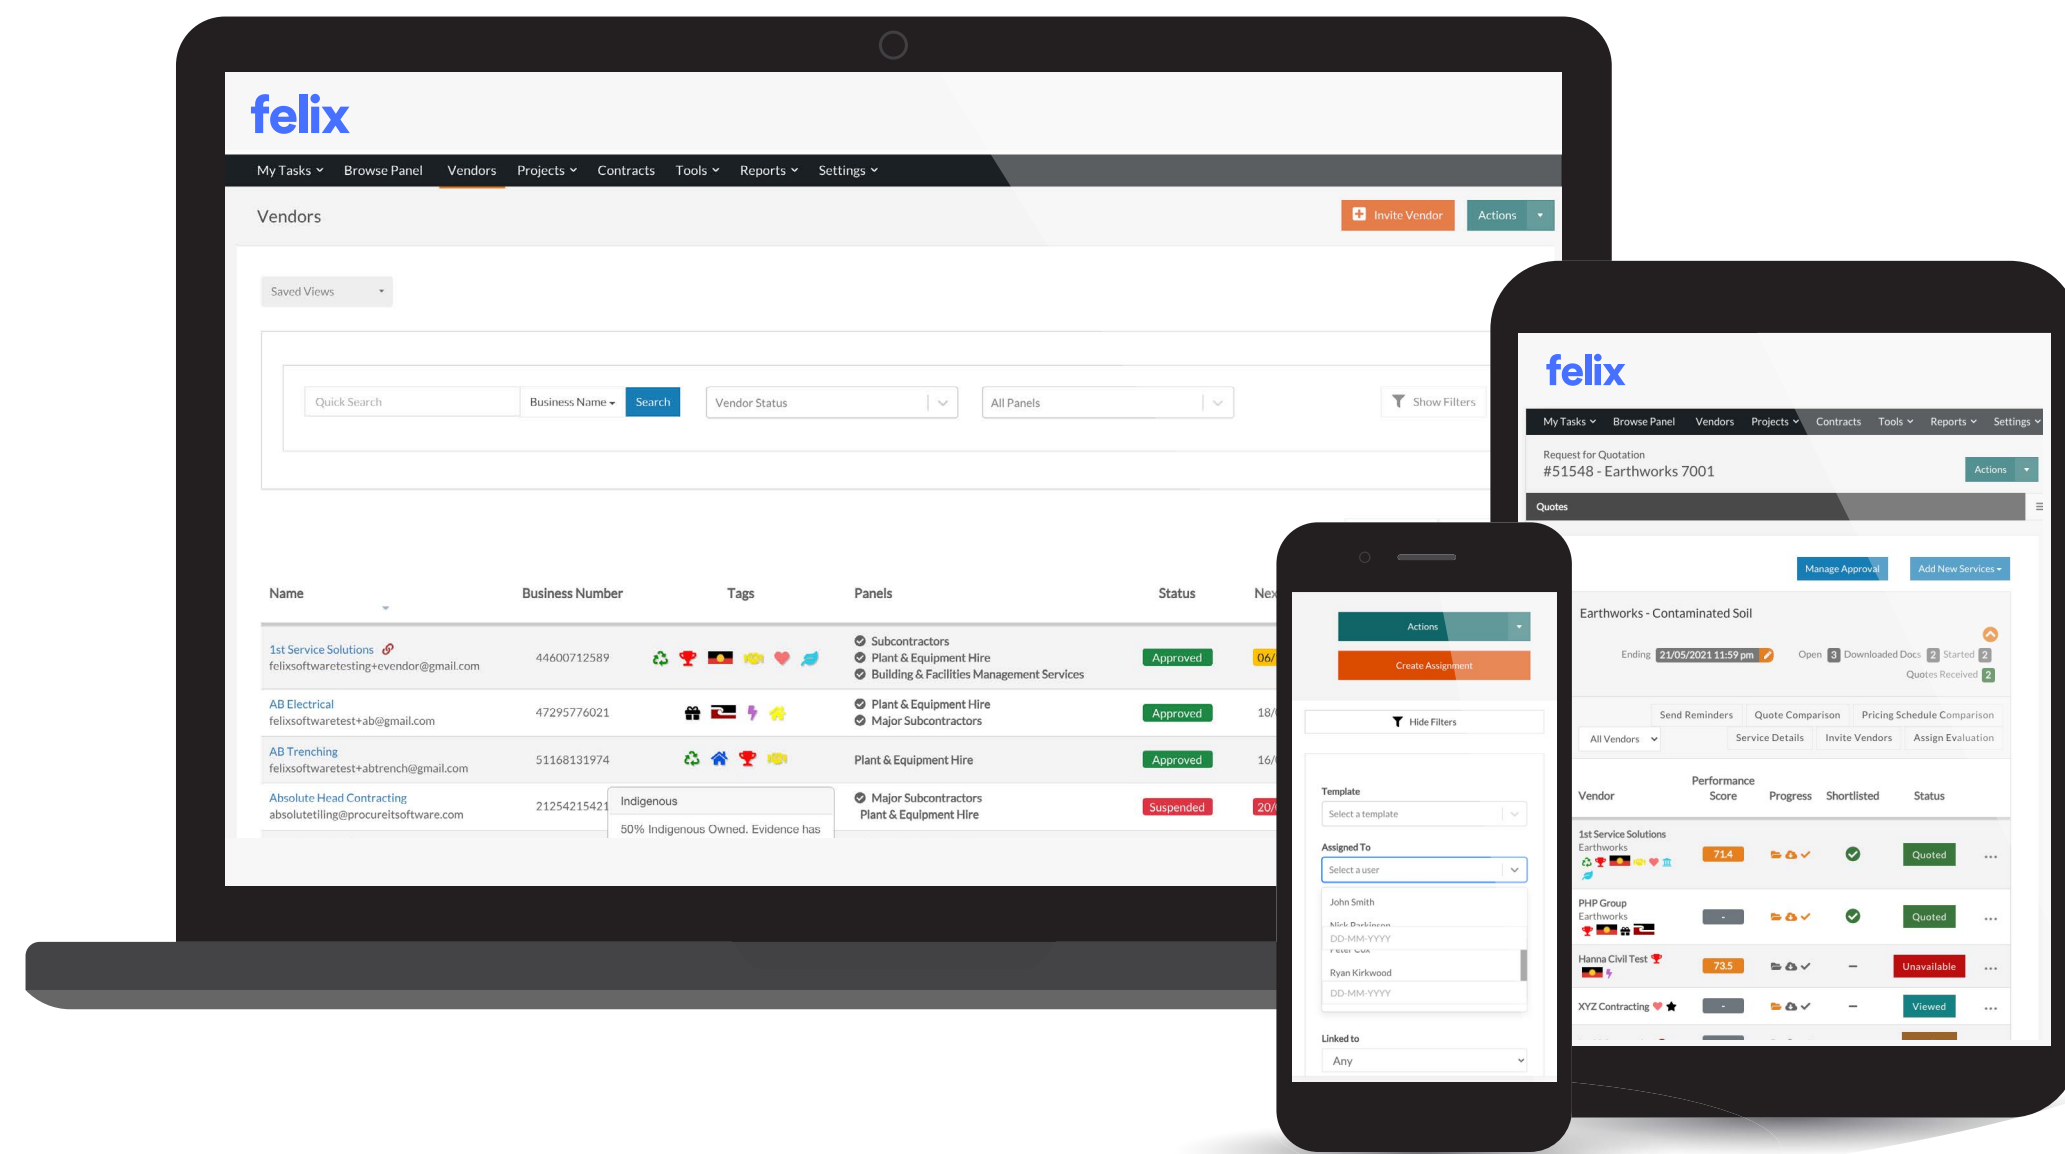 felix
My Tasks Browse Panel Vendors Projects Contracts Tools Reports Settings
Vendors
Invite Vendor Actions
Saved Views
Quick Search Business Name Search Vendor Status All Panels Show Filters
Name Business Number Tags Panels Status
1st Service Solutions
felixsoftwaretesting+evendor@gmail.com
44600712589
Subcontractors
Plant & Equipment Hire
Building & Facilities Management Services
Approved
06/
AB Electrical
felixsoftwaretest+ab@gmail.com
47295776021
Plant & Equipment Hire
Major Subcontractors
Approved
18/
AB Trenching
felixsoftwaretest+abtrench@gmail.com
51168131974
Plant & Equipment Hire
Approved
16/
Absolute Head Contracting
absolutetiling@procureitsoftware.com
21254215421
Indigenous
50% Indigenous Owned. Evidence has
Major Subcontractors
Plant & Equipment Hire
Suspended
20/
felix
My Tasks Browse Panel Vendors Projects Contracts Tools Reports Settings
Request for Quotation
#51548 - Earthworks 7001
Actions
Quotes
Manage Approval Add New Services
Earthworks - Contaminated Soil
Ending 21/05/2021 11:59 pm Open 3 Downloaded Docs 2 Started 2
Quotes Received 2
Send Reminders Quote Comparison Pricing Schedule Comparison
All Vendors Service Details Invite Vendors Assign Evaluation
Vendor Performance Score Progress Shortlisted Status
1st Service Solutions
Earthworks
71.4
Quoted
...
PHP Group
Earthworks
-
Quoted
...
Hanna Civil Test
73.5
–
Unavailable
...
XYZ Contracting
-
–
Viewed
...
Actions
Create Assignment
Hide Filters
Template
Select a template
Assigned To
Select a user
John Smith
Nick Parkinson
DD-MM-YYYY
Peter Cox
Ryan Kirkwood
DD-MM-YYYY
Linked to
Any